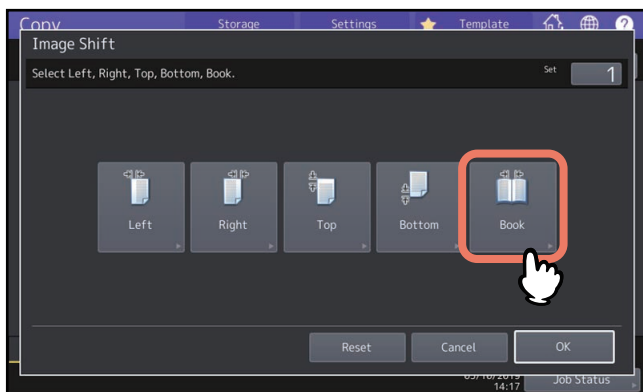 Copy Storage Settings Template
Image Shift
Select Left, Right, Top, Bottom, Book. Set 1
Left Right Top Bottom Book
Reset Cancel OK
14:17 Job Status